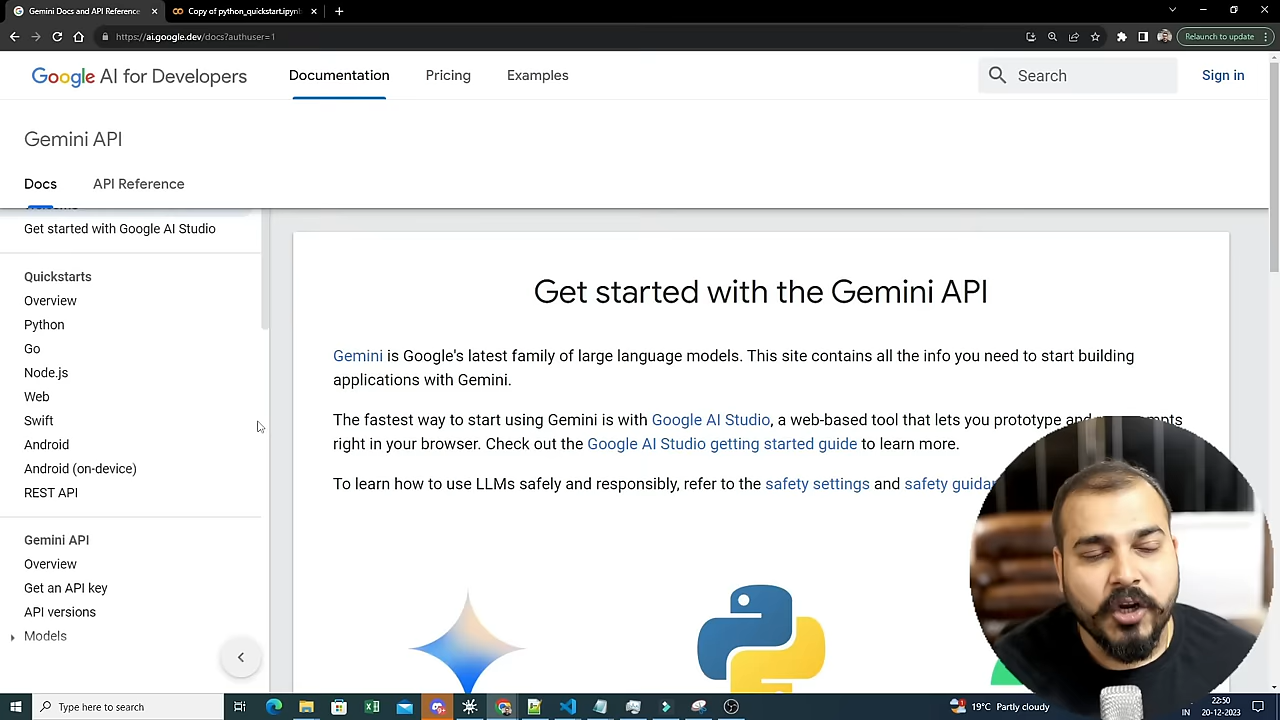 Gemini Docs and API Reference
Copy of python_quickstart.ipynb
https://ai.google.dev/docs?authuser=1
Relaunch to update
Google AI for Developers
Documentation
Pricing
Examples
Search
Sign in
Gemini API
Docs
API Reference
Get started with Google AI Studio
Quickstarts
Overview
Python
Go
Node.js
Web
Swift
Android
Android (on-device)
REST API
Gemini API
Overview
Get an API key
API versions
Models
Get started with the Gemini API
Gemini is Google's latest family of large language models. This site contains all the info you need to start building
applications with Gemini.
The fastest way to start using Gemini is with Google AI Studio, a web-based tool that lets you prototype and
right in your browser. Check out the Google AI Studio getting started guide to learn more.
To learn how to use LLMs safely and responsibly, refer to the safety settings and safety
Type here to search
19°C Partly cloudy
IN
22:50
20-12-2023